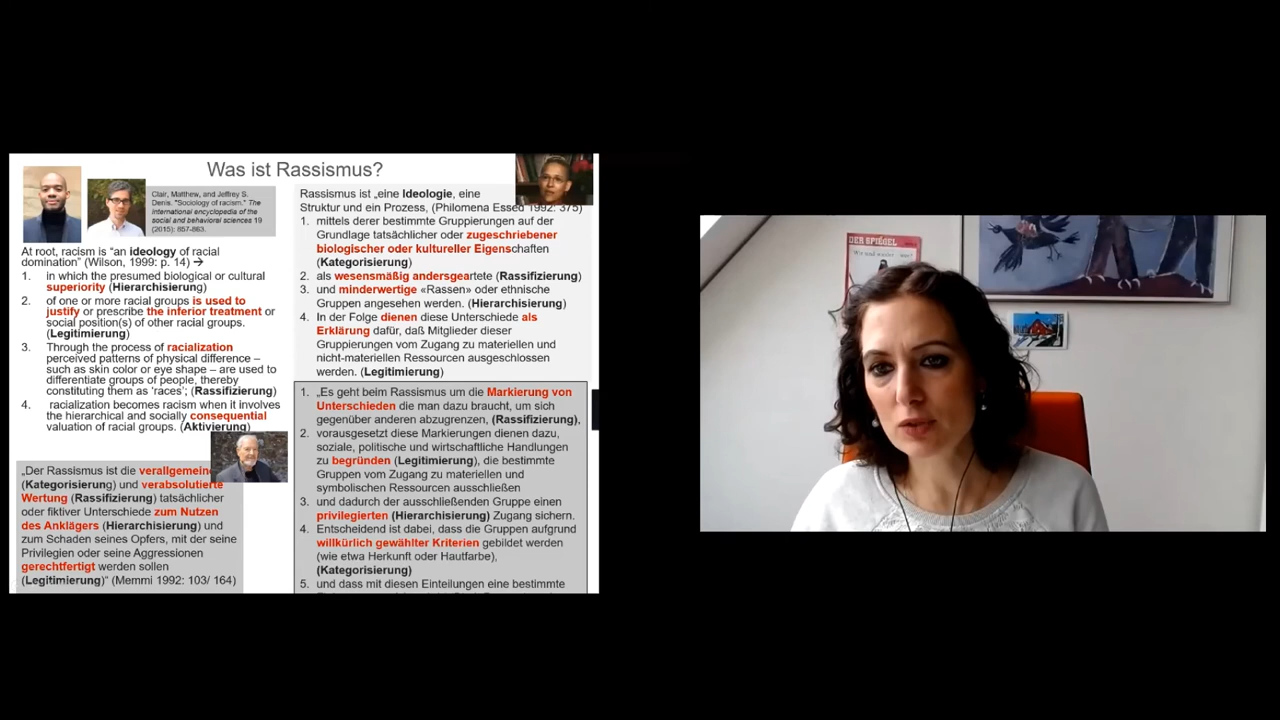 Was ist Rassismus?
Clair, Matthew, and Jeffrey S.
Denis. "Sociology of racism." The
international encyclopedia of the
social and behavioral sciences 19
(2015): 857-863.
At root, racism is “an ideology of racial
domination” (Wilson, 1999: p. 14) →
1. in which the presumed biological or cultural
superiority (Hierarchisierung)
2. of one or more racial groups is used to
justify or prescribe the inferior treatment or
social position(s) of other racial groups.
(Legitimierung)
3. Through the process of racialization
perceived patterns of physical difference –
such as skin color or eye shape – are used to
differentiate groups of people, thereby
constituting them as ‘races’; (Rassifizierung)
4. racialization becomes racism when it involves
the hierarchical and socially consequential
valuation of racial groups. (Aktivierung)
„Der Rassismus ist die verallgemein
(Kategorisierung) und verabsolutierte
Wertung (Rassifizierung) tatsächlicher
oder fiktiver Unterschiede zum Nutzen
des Anklägers (Hierarchisierung) und
zum Schaden seines Opfers, mit der seine
Privilegien oder seine Aggressionen
gerechtfertigt werden sollen
(Legitimierung)“ (Memmi 1992: 103/ 164)
Rassismus ist „eine Ideologie, eine
Struktur und ein Prozess, (Philomena Essed 1992: 375)
1. mittels derer bestimmte Gruppierungen auf der
Grundlage tatsächlicher oder zugeschriebener
biologischer oder kultureller Eigenschaften
(Kategorisierung)
2. als wesensmäßig andersgeartete (Rassifizierung)
3. und minderwertige «Rassen» oder ethnische
Gruppen angesehen werden. (Hierarchisierung)
4. In der Folge dienen diese Unterschiede als
Erklärung dafür, daß Mitglieder dieser
Gruppierungen vom Zugang zu materiellen und
nicht-materiellen Ressourcen ausgeschlossen
werden. (Legitimierung)
1. „Es geht beim Rassismus um die Markierung von
Unterschieden die man dazu braucht, um sich
gegenüber anderen abzugrenzen, (Rassifizierung),
2. vorausgesetzt diese Markierungen dienen dazu,
soziale, politische und wirtschaftliche Handlungen
zu begründen (Legitimierung), die bestimmte
Gruppen vom Zugang zu materiellen und
symbolischen Ressourcen ausschließen
3. und dadurch der ausschließenden Gruppe einen
privilegierten (Hierarchisierung) Zugang sichern.
4. Entscheidend ist dabei, dass die Gruppen aufgrund
willkürlich gewählter Kriterien gebildet werden
(wie etwa Herkunft oder Hautfarbe),
(Kategorisierung)
5. und dass mit diesen Einteilungen eine bestimmte
DER SPIEGEL